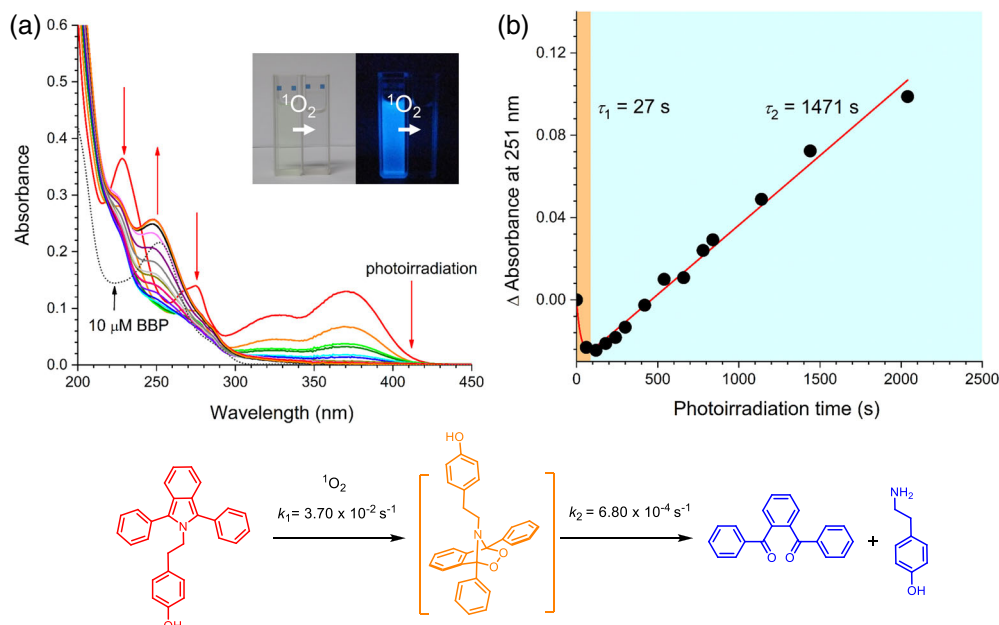 (a)
0.6
0.5
0.4
0.3
0.2
0.1
0.0
Absorbance
¹O₂
¹O₂
photoirradiation
10 μM BBP
200
250
300
350
400
450
Wavelength (nm)
(b)
0.12
0.08
0.04
0.00
Δ Absorbance at 251 nm
τ₁ = 27 s
τ₂ = 1471 s
0
500
1000
1500
2000
2500
Photoirradiation time (s)
N
OH
¹O₂
k₁= 3.70 x 10⁻² s⁻¹
HO
N
O
O
k₂ = 6.80 x 10⁻⁴ s⁻¹
O
O
+
NH₂
OH